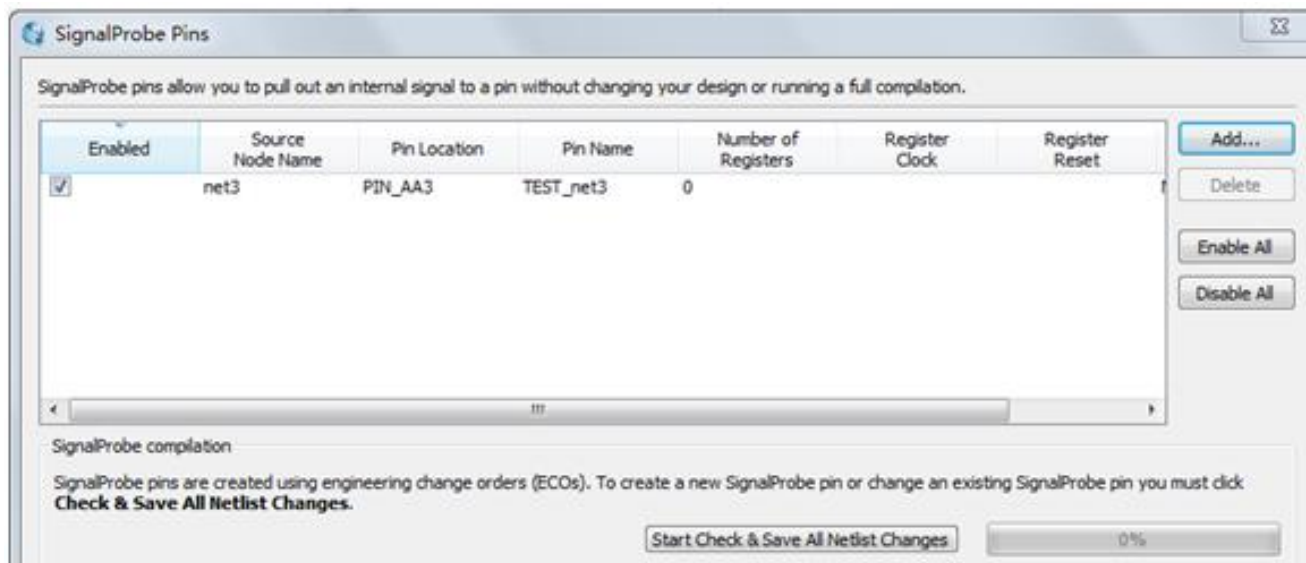 SignalProbe Pins
SignalProbe pins allow you to pull out an internal signal to a pin without changing your design or running a full compilation.
Enabled Source Node Name Pin Location Pin Name Number of Registers Register Clock Register Reset
net3 PIN_AA3 TEST_net3 0
Add...
Delete
Enable All
Disable All
SignalProbe compilation
SignalProbe pins are created using engineering change orders (ECOs). To create a new SignalProbe pin or change an existing SignalProbe pin you must click
Check & Save All Netlist Changes.
Start Check & Save All Netlist Changes 0%